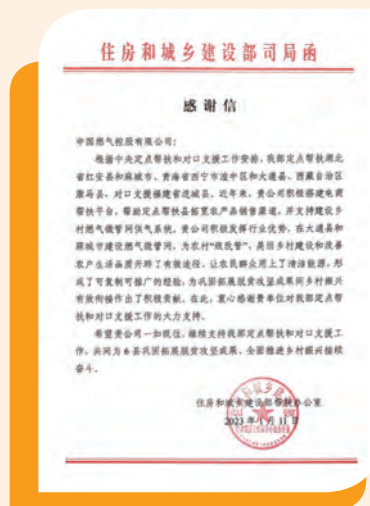 住房和城乡建设部司局函
感谢信
中国燃气控股有限公司：
根据中央定点帮扶和对口支援工作安排，我部定点帮扶湖北
省红安县和麻城市、青海省西宁市湟中区和大通县、西藏自治区
康马县，对口支援福建省连城县。近年来，贵公司积极搭建电商
帮扶平台，帮助定点帮扶县拓宽农产品销售渠道，并支持建设乡
村燃气微管网供气系统。贵公司积极发挥行业优势，在大通县和
麻城市建设燃气微管网，为农村“煤改管”、美丽乡村建设和改善
农户生活品质开辟了有效途径，让农民群众用上了清洁能源，形
成了可复制可推广的经验，为巩固拓展脱贫攻坚成果同乡村振兴
有效衔接作出了积极贡献。在此，衷心感谢贵单位对我部定点帮
扶和对口支援工作的大力支持。
希望贵公司一如既往，继续支持我部定点帮扶和对口支援工
作，共同为6县巩固拓展脱贫攻坚成果、全面推进乡村振兴接续
奋斗。
住房和城乡建设部帮扶办公室
2023年1月11日